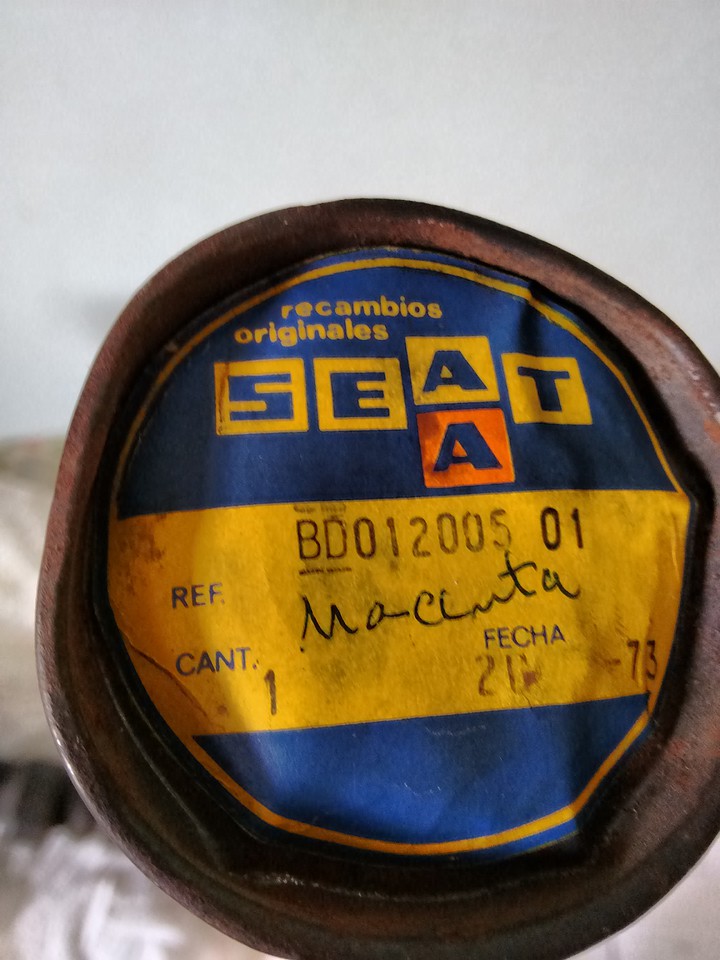 recambios
originales
SEAT
A
BD012005 01
REF.
Macinta
CANT.
1
FECHA
73